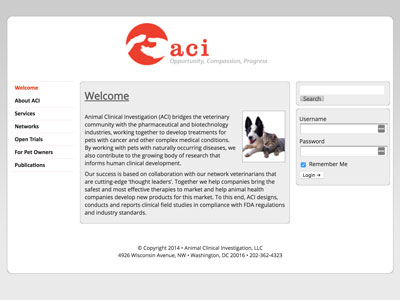 aci
Opportunity, Compassion, Progress
Welcome
About ACI
Services
Networks
Open Trials
For Pet Owners
Publications
Welcome
Animal Clinical Investigation (ACI) bridges the veterinary
community with the pharmaceutical and biotechnology
industries, working together to develop treatments for
pets with cancer and other complex medical conditions.
By working with pets with naturally occurring diseases, we
also contribute to the growing body of research that
informs human clinical development.
Our success is based on collaboration with our network veterinarians that
are cutting-edge ‘thought leaders’. Together we help companies bring the
safest and most effective therapies to market and help animal health
companies develop new products for this market. To this end, ACI designs,
conducts and reports clinical field studies in compliance with FDA regulations
and industry standards.
Search
Username
Password
Remember Me
Login ➔
© Copyright 2014 • Animal Clinical Investigation, LLC
4926 Wisconsin Avenue, NW • Washington, DC 20016 • 202-362-4323